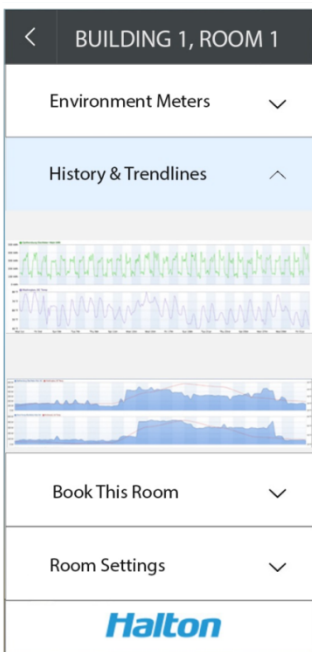 BUILDING 1, ROOM 1
Environment Meters
History & Trendlines
Book This Room
Room Settings
Halton